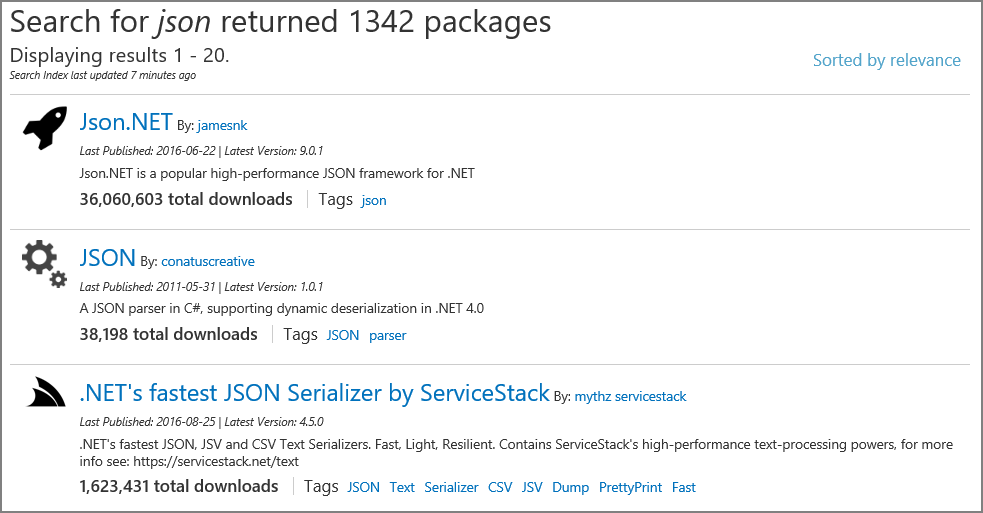 Search for json returned 1342 packages
Displaying results 1 - 20.
Search Index last updated 7 minutes ago
Sorted by relevance
Json.NET By: jamesnk
Last Published: 2016-06-22 | Latest Version: 9.0.1
Json.NET is a popular high-performance JSON framework for .NET
36,060,603 total downloads | Tags json
JSON By: conatuscreative
Last Published: 2011-05-31 | Latest Version: 1.0.1
A JSON parser in C#, supporting dynamic deserialization in .NET 4.0
38,198 total downloads | Tags JSON parser
.NET's fastest JSON Serializer by ServiceStack By: mythz servicestack
Last Published: 2016-08-25 | Latest Version: 4.5.0
.NET's fastest JSON, JSV and CSV Text Serializers. Fast, Light, Resilient. Contains ServiceStack's high-performance text-processing powers, for more
info see: https://servicestack.net/text
1,623,431 total downloads | Tags JSON Text Serializer CSV JSV Dump PrettyPrint Fast